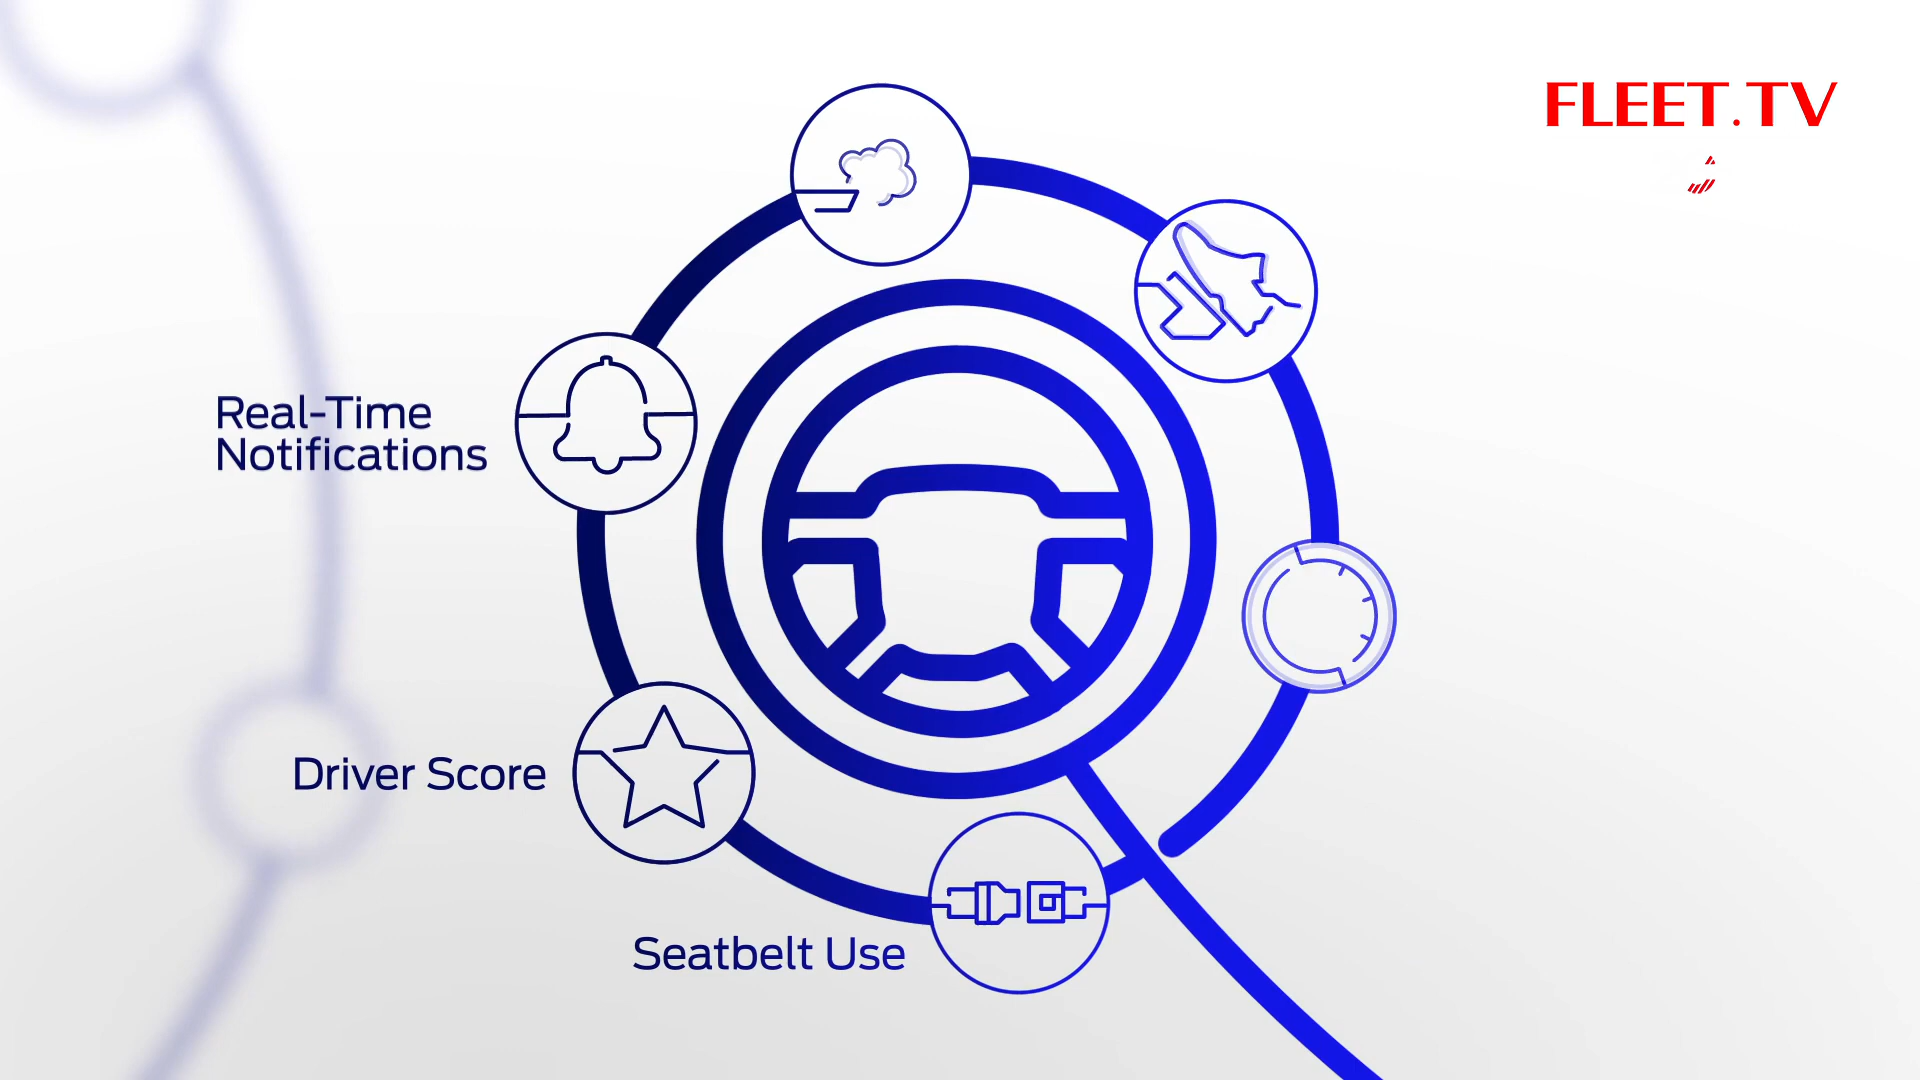 FLEET.TV
Real-Time
Notifications
Driver Score
Seatbelt Use